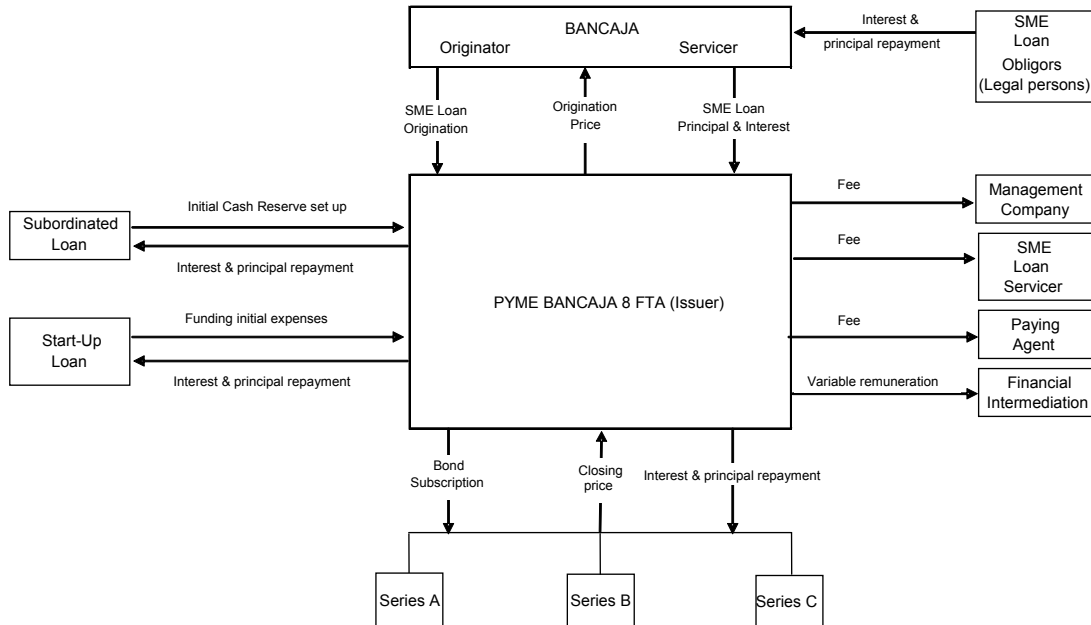 BANCAJA
Originator
Servicer
Interest &
principal repayment
SME
Loan
Obligors
(Legal persons)
SME Loan
Origination
Origination
Price
SME Loan
Principal & Interest
Initial Cash Reserve set up
Subordinated
Loan
Interest & principal repayment
Funding initial expenses
Start-Up
Loan
Interest & principal repayment
PYME BANCAJA 8 FTA (Issuer)
Fee
Management
Company
Fee
SME
Loan
Servicer
Fee
Paying
Agent
Variable remuneration
Financial
Intermediation
Bond
Subscription
Closing
price
Interest & principal repayment
Series A
Series B
Series C